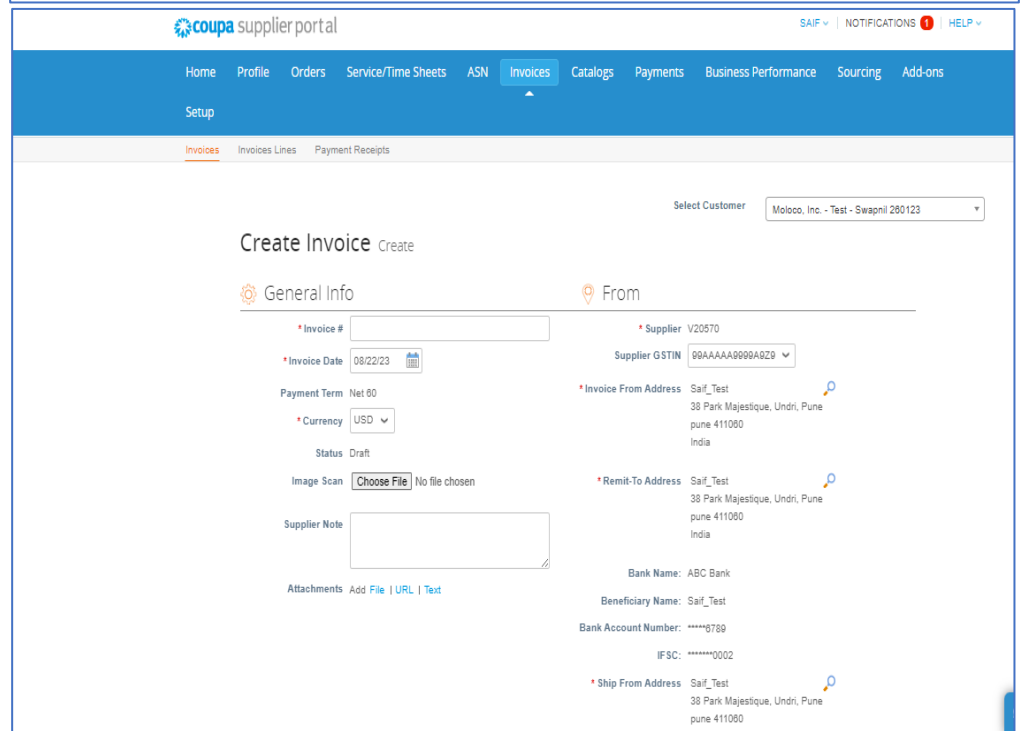 coupa supplier portal
SAIF | NOTIFICATIONS 1 | HELP
Home Profile Orders Service/Time Sheets ASN Invoices Catalogs Payments Business Performance Sourcing Add-ons
Setup
Invoices Invoices Lines Payment Receipts
Select Customer Moloco, Inc. - Test - Swapnil 260123
Create Invoice Create
General Info
* Invoice #
* Invoice Date 08/22/23
Payment Term Net 60
* Currency USD
Status Draft
Image Scan Choose File No file chosen
Supplier Note
Attachments Add File | URL | Text
From
* Supplier V20570
Supplier GSTIN 99AAAAA9999A9Z9
* Invoice From Address Saif_Test
38 Park Majestique, Undri, Pune
pune 411060
India
* Remit-To Address Saif_Test
38 Park Majestique, Undri, Pune
pune 411060
India
Bank Name: ABC Bank
Beneficiary Name: Saif_Test
Bank Account Number: *****6789
IFSC: *******0002
* Ship From Address Saif_Test
38 Park Majestique, Undri, Pune
pune 411060